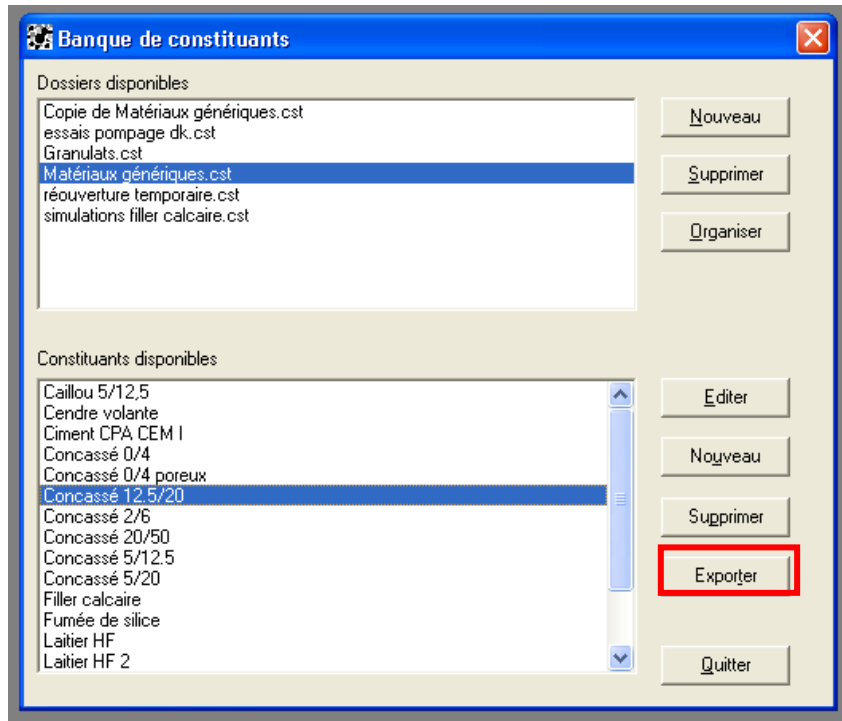 Banque de constituants
Dossiers disponibles
Copie de Matériaux génériques.cst
essais pompage dk.cst
Granulats.cst
Matériaux génériques.cst
réouverture temporaire.cst
simulations filler calcaire.cst
Nouveau
Supprimer
Organiser
Constituants disponibles
Caillou 5/12,5
Cendre volante
Ciment CPA CEM I
Concassé 0/4
Concassé 0/4 poreux
Concassé 12.5/20
Concassé 2/6
Concassé 20/50
Concassé 5/12.5
Concassé 5/20
Filler calcaire
Fumée de silice
Laitier HF
Laitier HF 2
Editer
Nouveau
Supprimer
Exporter
Quitter